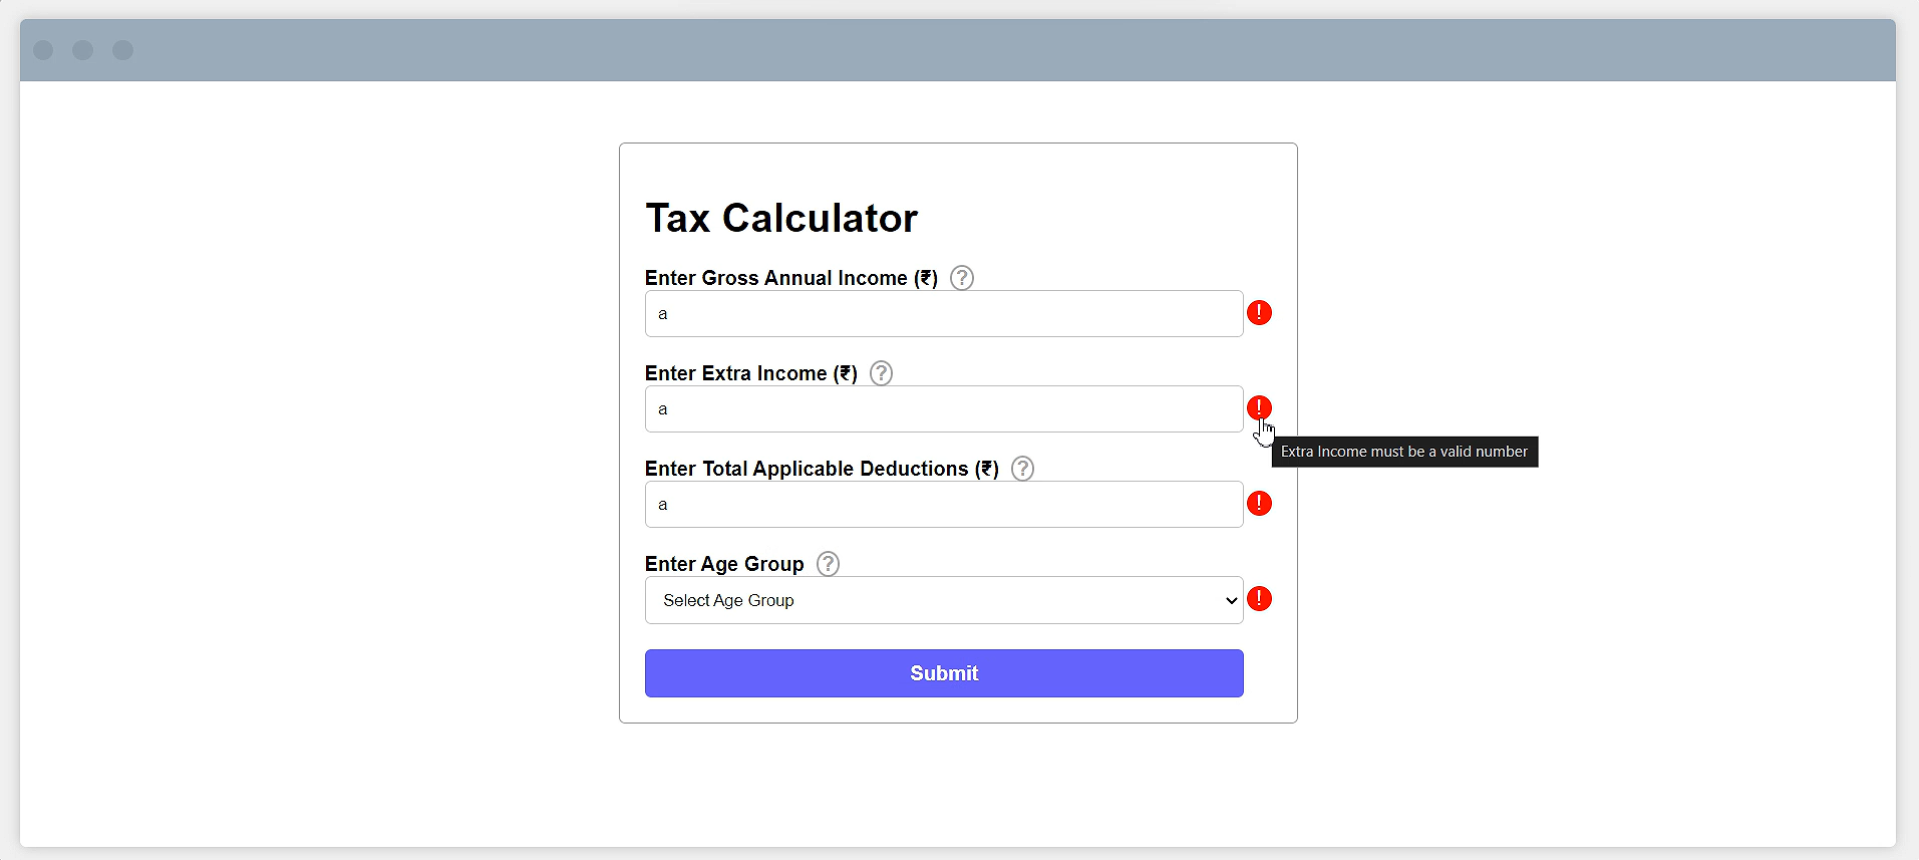 Tax Calculator
Enter Gross Annual Income (₹) ?
a
!
Enter Extra Income (₹) ?
a
!
Extra Income must be a valid number
Enter Total Applicable Deductions (₹) ?
a
!
Enter Age Group ?
Select Age Group
!
Submit